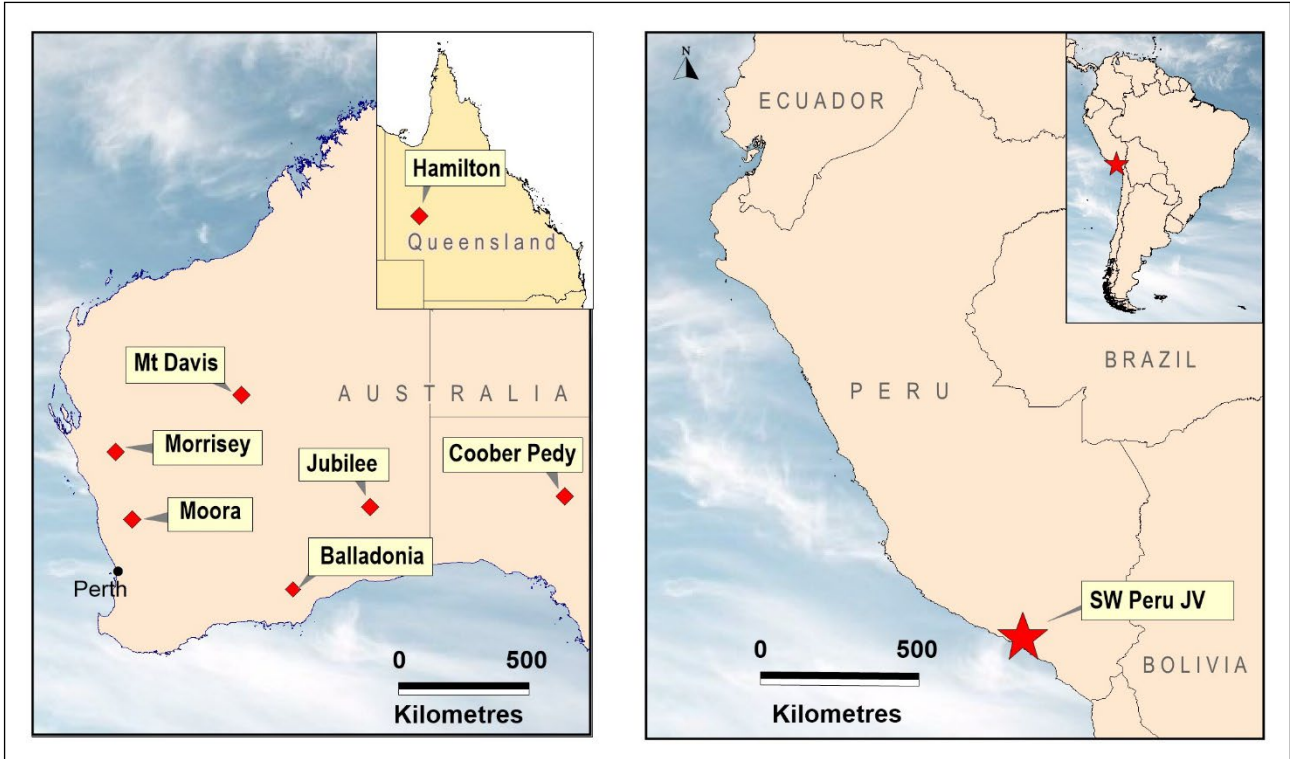 Hamilton
Queensland
Mt Davis
AUSTRALIA
Morrisey
Jubilee
Coober Pedy
Moora
Balladonia
Perth
0 500
Kilometres
N
ECUADOR
BRAZIL
PERU
SW Peru JV
0 500
BOLIVIA
Kilometres